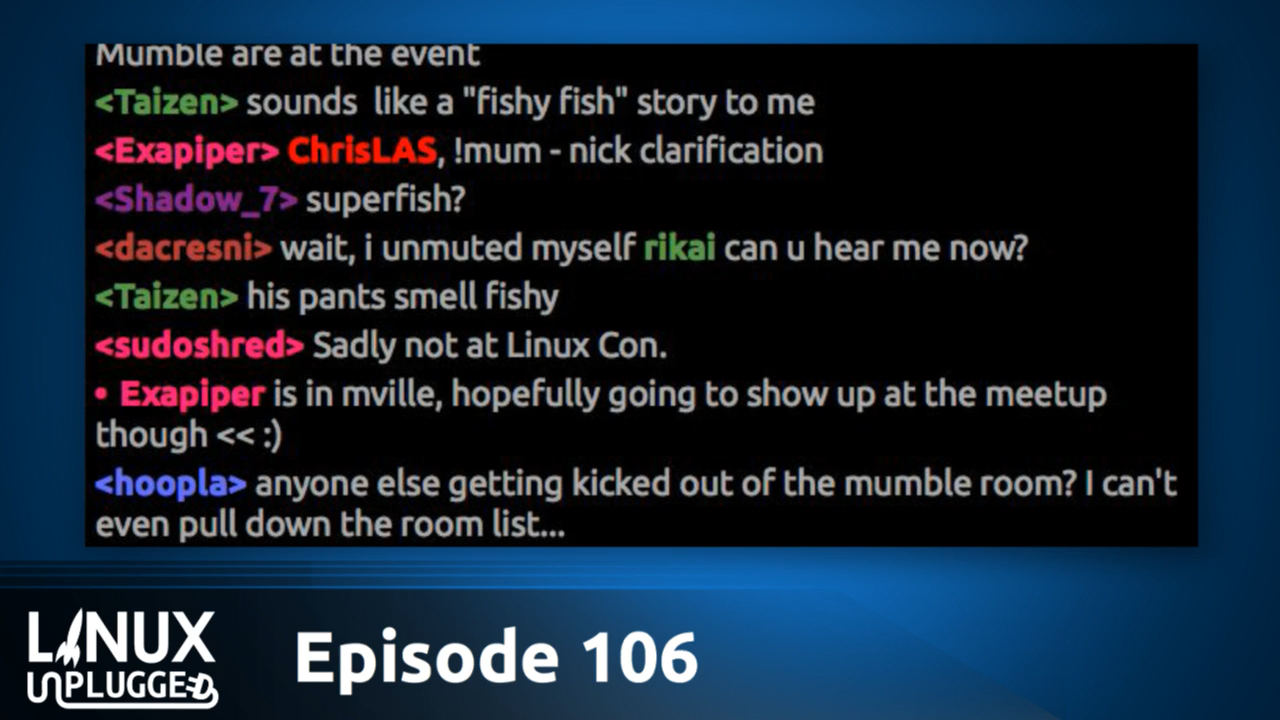 Mumble are at the event
<Taizen> sounds  like a "fishy fish" story to me
<Exapiper> ChrisLAS, !mum - nick clarification
<Shadow_7> superfish?
<dacresni> wait, i unmuted myself rikai can u hear me now?
<Taizen> his pants smell fishy
<sudoshred> Sadly not at Linux Con.
• Exapiper is in mville, hopefully going to show up at the meetup
though << :)
<hoopla> anyone else getting kicked out of the mumble room? I can't
even pull down the room list...
LINUX
UNPLUGGED
Episode 106